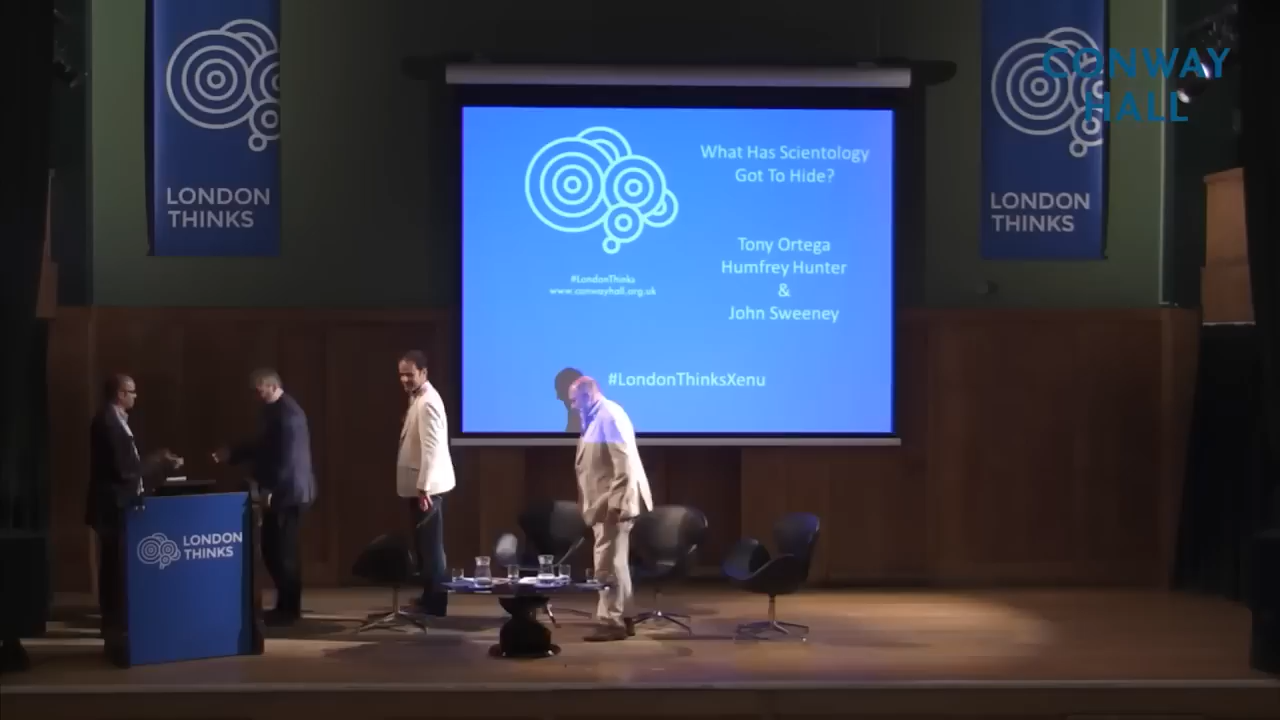 CONWAY
HALL
LONDON
THINKS
LONDON
THINKS
What Has Scientology
Got To Hide?
Tony Ortega
Humfrey Hunter
&
John Sweeney
#LondonThinks
www.conwayhall.org.uk
#LondonThinksXenu
LONDON
THINKS